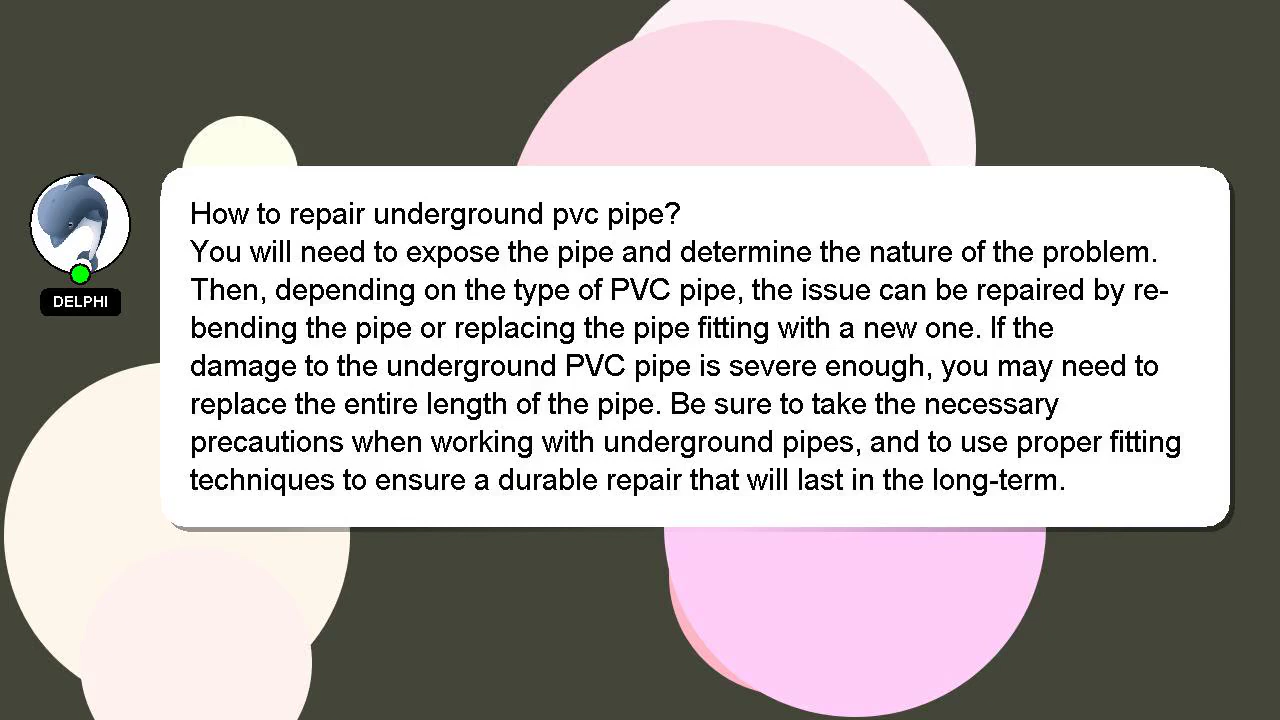 How to repair underground pvc pipe?
You will need to expose the pipe and determine the nature of the problem.
Then, depending on the type of PVC pipe, the issue can be repaired by re-
bending the pipe or replacing the pipe fitting with a new one. If the
damage to the underground PVC pipe is severe enough, you may need to
replace the entire length of the pipe. Be sure to take the necessary
precautions when working with underground pipes, and to use proper fitting
techniques to ensure a durable repair that will last in the long-term.
DELPHI